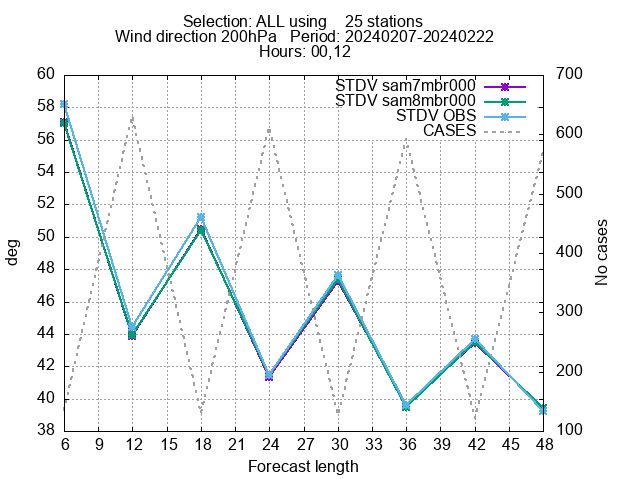 Selection: ALL using    25 stations
Wind direction 200hPa   Period: 20240207-20240222
Hours: 00,12
STDV sam7mbr000
STDV sam8mbr000
STDV OBS
CASES
60
58
56
54
52
50
48
46
44
42
40
38
deg
700
600
500
400
300
200
100
No cases
6 9 12 15 18 21 24 27 30 33 36 39 42 45 48
Forecast length